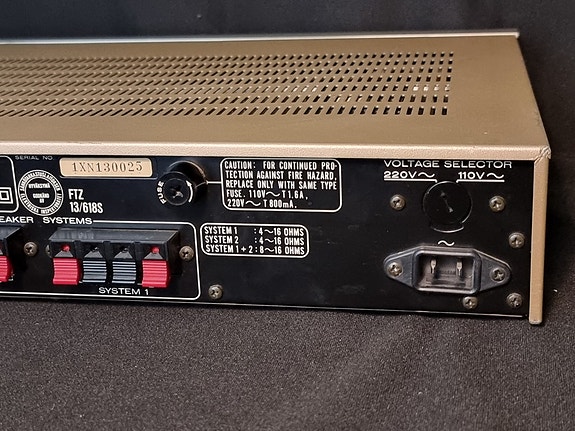 SERIAL NO.
1XN130025
FUSE
CAUTION: FOR CONTINUED PRO-
TECTION AGAINST FIRE HAZARD.
REPLACE ONLY WITH SAME TYPE
FUSE. 110V~T1.6A,
220V~ T800mA.
VOLTAGE SELECTOR
220V~ 110V~
FTZ
13/618S
EAKER SYSTEMS
SYSTEM 1 : 4~16 OHMS
SYSTEM 2 : 4~16 OHMS
SYSTEM 1+2 : 8~16 OHMS
~
SYSTEM 1